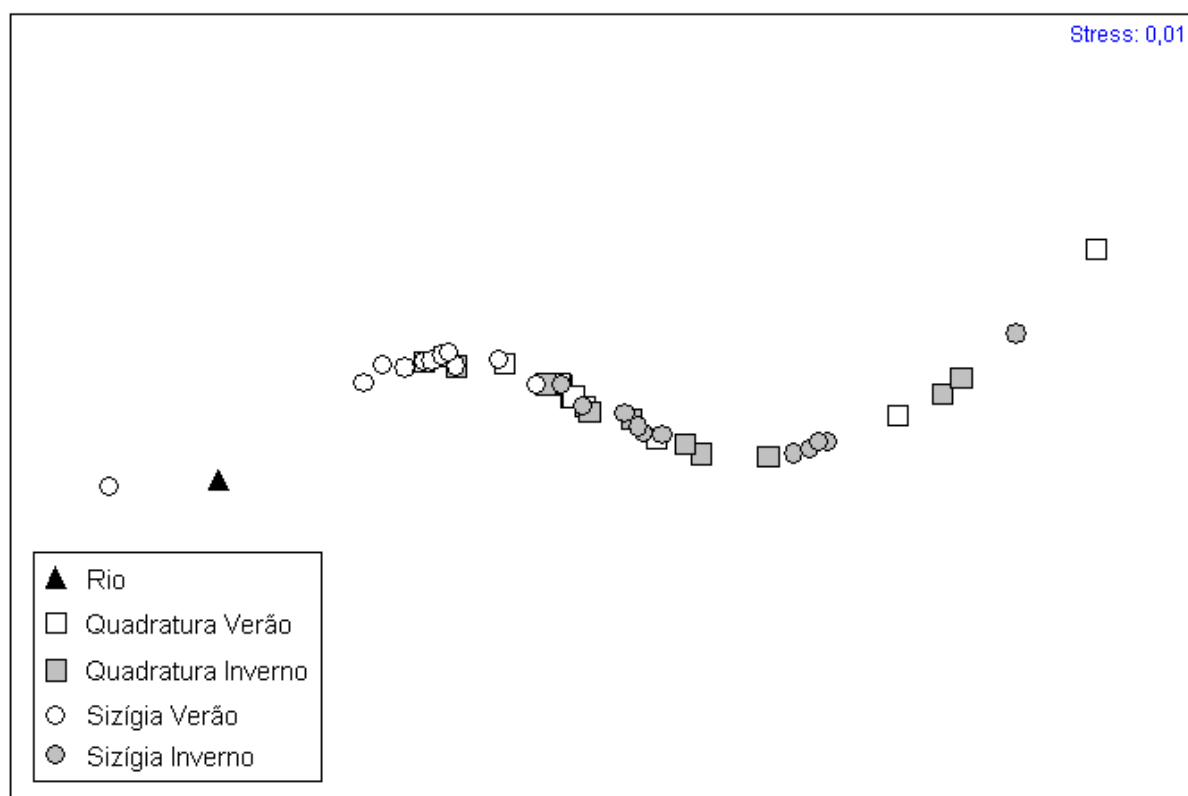 Stress: 0,01
Rio
Quadratura Verão
Quadratura Inverno
Sizígia Verão
Sizígia Inverno